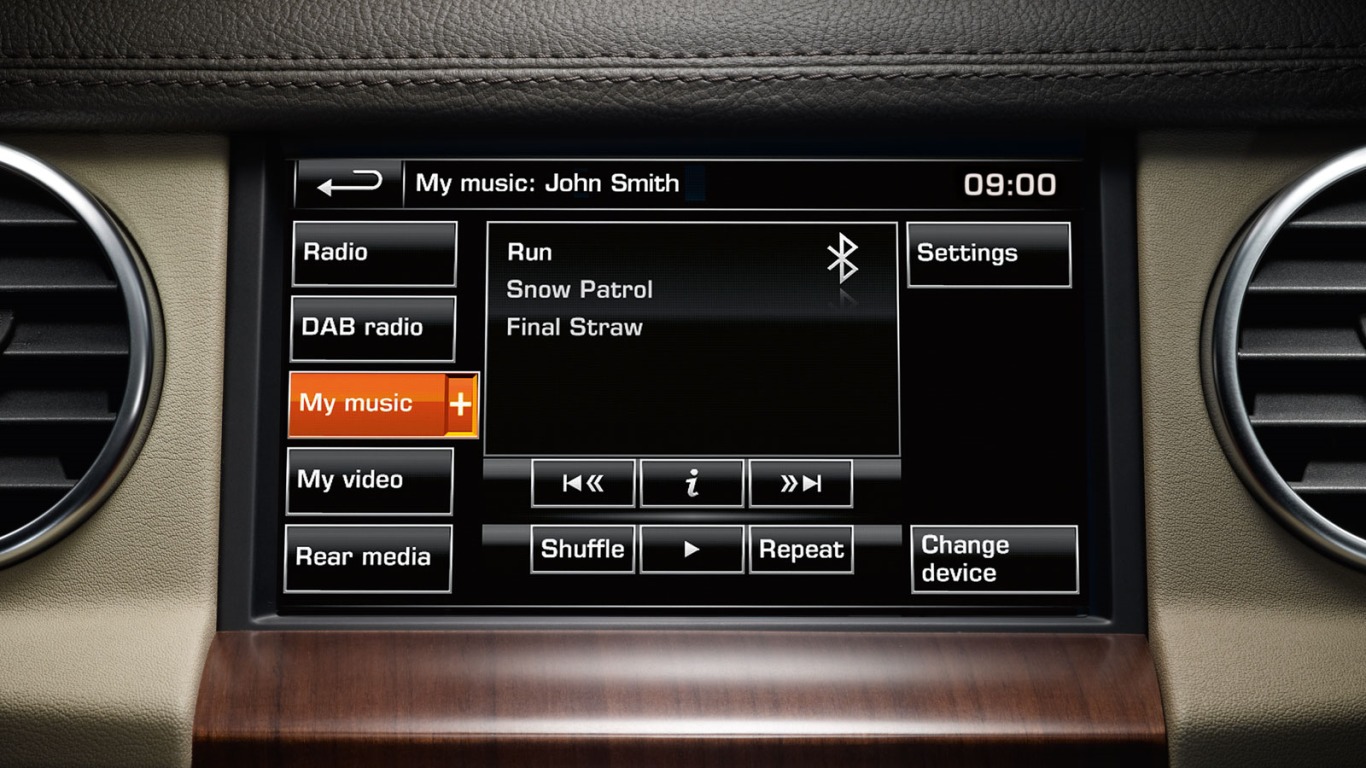 My music: John Smith
09:00
Radio
DAB radio
My music
+
My video
Rear media
Run
Snow Patrol
Final Straw
i
Shuffle
Repeat
Settings
Change
device